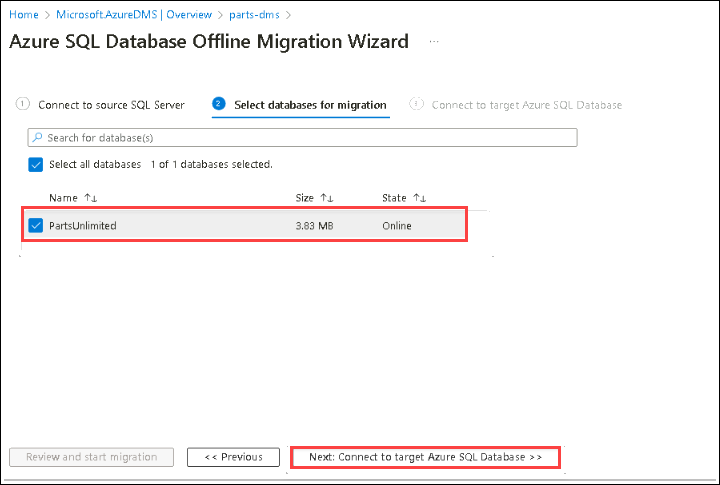 Home > Microsoft.AzureDMS | Overview > parts-dms >
Azure SQL Database Offline Migration Wizard ...
1 Connect to source SQL Server 2 Select databases for migration 3 Connect to target Azure SQL Database
Search for database(s)
Select all databases 1 of 1 databases selected.
Name ↑↓ Size ↑↓ State ↑↓
PartsUnlimited 3.83 MB Online
Review and start migration << Previous Next: Connect to target Azure SQL Database >>